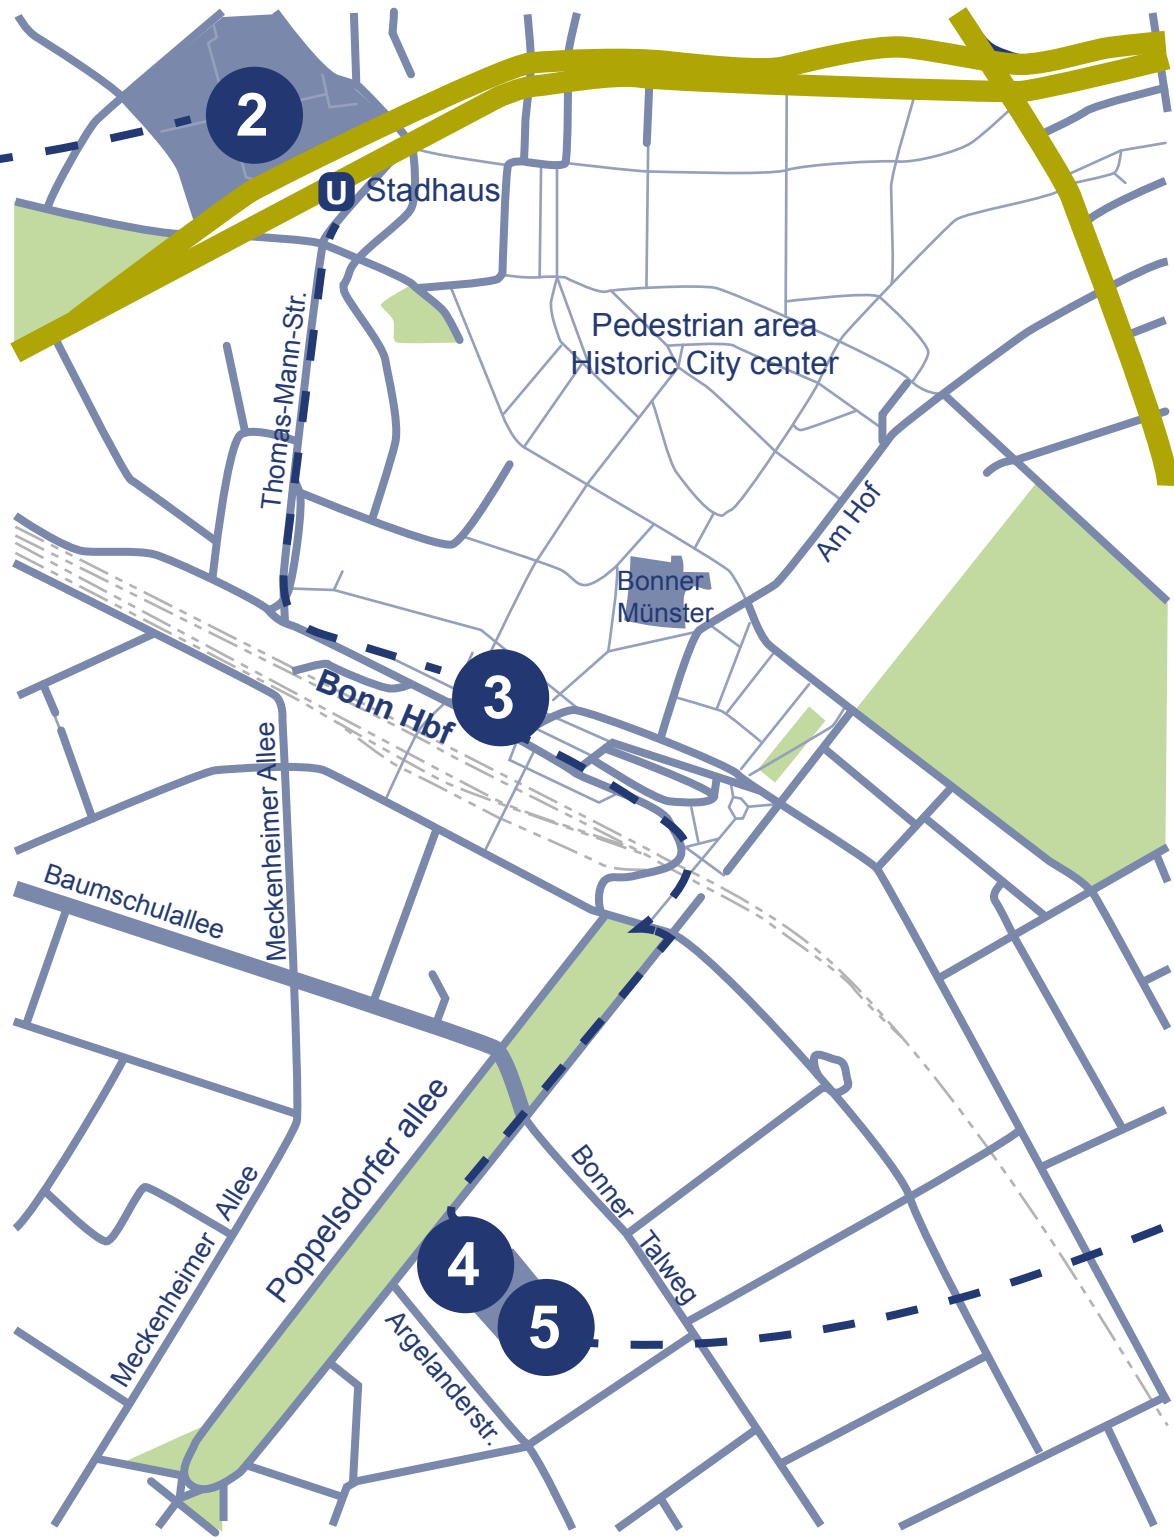 2
U Stadhaus
Pedestrian area
Historic City center
Thomas-Mann-Str.
Am Hof
Bonner
Münster
3
Bonn Hbf
Meckenheimer Allee
Baumschulallee
Poppelsdorfer allee
Bonner Talweg
Meckenheimer Allee
4
5
Argelanderstr.